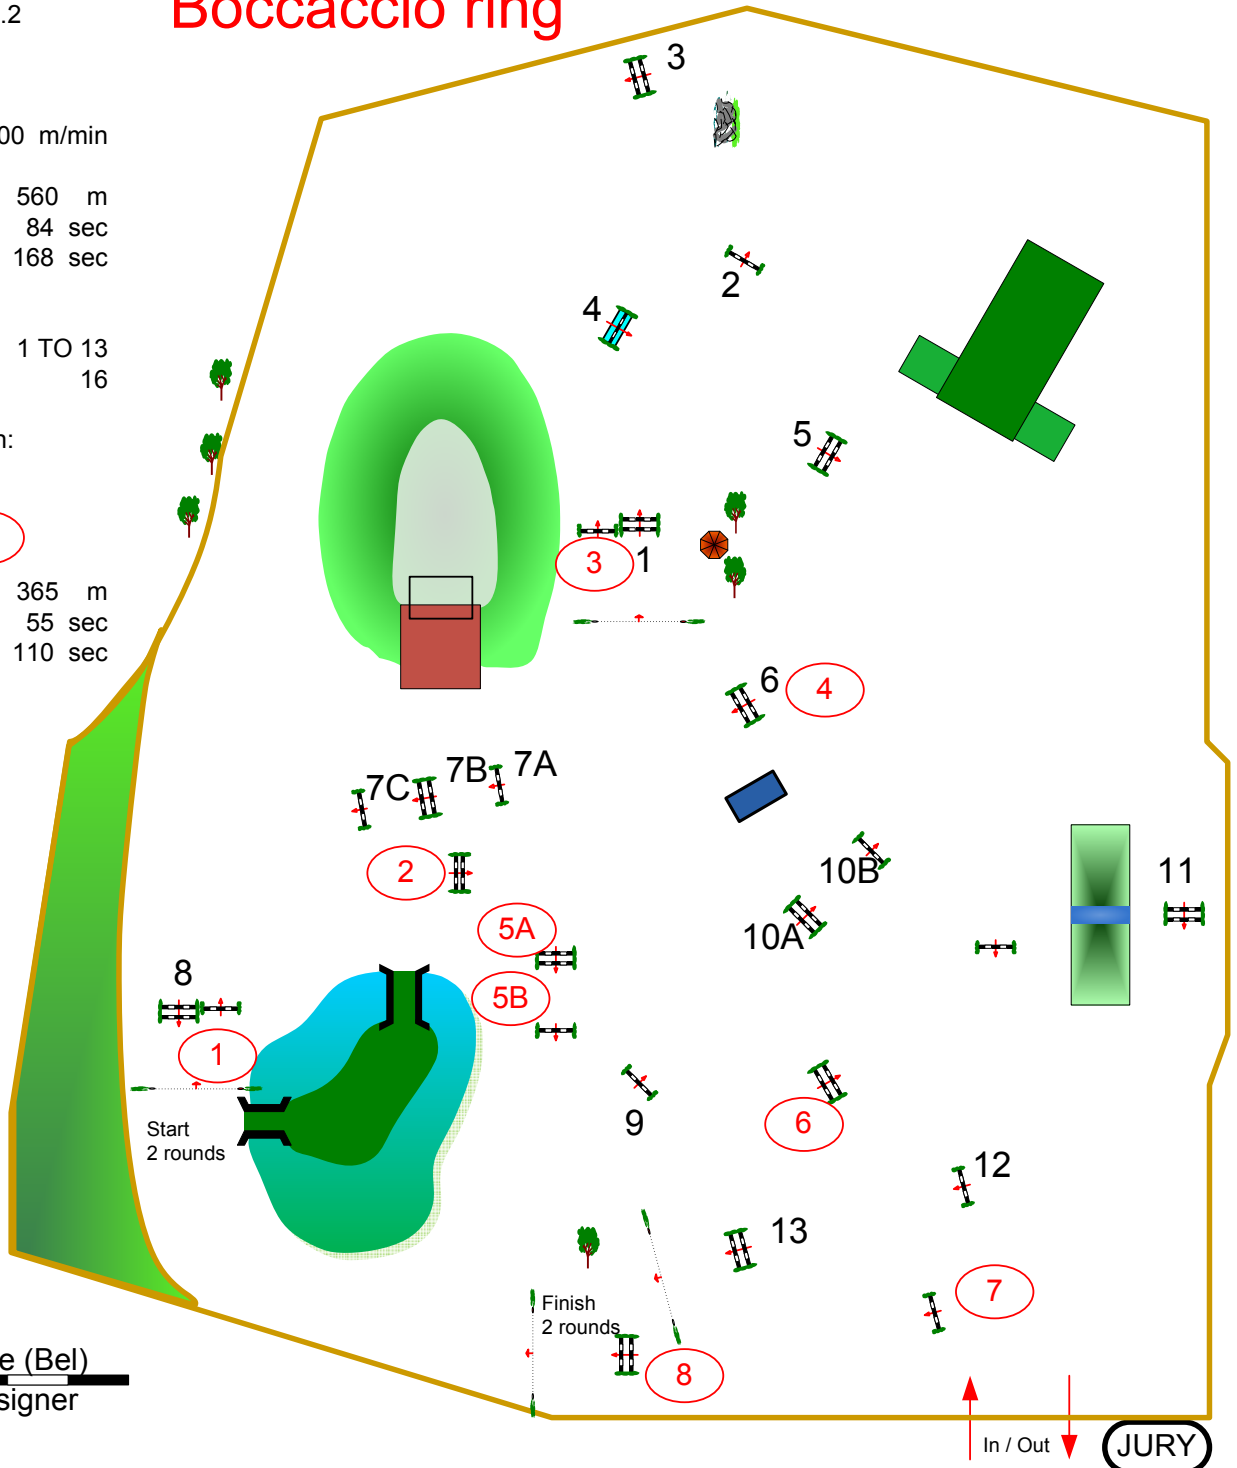 .2
Boccaccio ring
00 m/min
560 m
84 sec
168 sec
1 TO 13
16
n:
365 m
55 sec
110 sec
3
2
4
5
3
1
6
4
7C
7B
7A
2
10B
11
5A
10A
8
5B
1
9
6
Start
2 rounds
12
13
7
Finish
2 rounds
8
e (Bel)
signer
In / Out
JURY